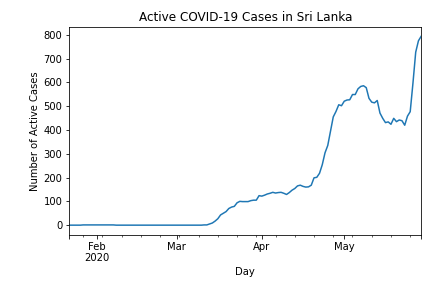 Active COVID-19 Cases in Sri Lanka
800
700
600
500
400
300
200
100
0
Number of Active Cases
Feb
2020
Mar
Apr
May
Day